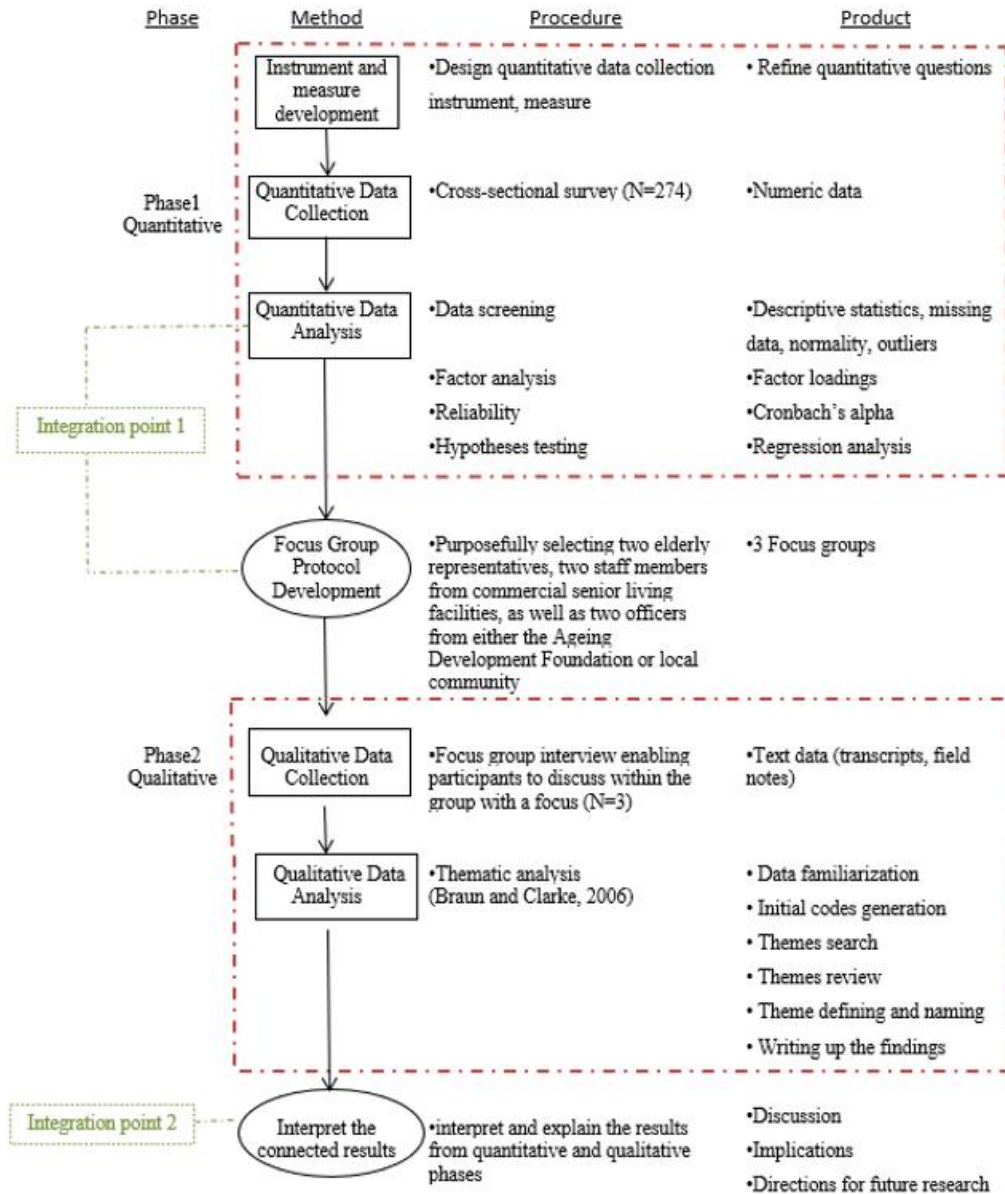 Phase Method Procedure Product
Instrument and
measure
development
•Design quantitative data collection
instrument, measure
• Refine quantitative questions
Phase1
Quantitative
Quantitative Data
Collection
•Cross-sectional survey (N=274)
Numeric data
Quantitative Data
Analysis
•Data screening
•Descriptive statistics, missing
data, normality, outliers
•Factor analysis
•Factor loadings
•Reliability
•Cronbach's alpha
•Hypotheses testing
•Regression analysis
Integration point 1
Focus Group
Protocol
Development
•Purposefully selecting two elderly
representatives, two staff members
from commercial senior living
facilities, as well as two officers
from either the Ageing
Development Foundation or local
community
•3 Focus groups
Phase2
Qualitative
Qualitative Data
Collection
•Focus group interview enabling
participants to discuss within the
group with a focus (N=3)
•Text data (transcripts, field
notes)
Qualitative Data
Analysis
•Thematic analysis
(Braun and Clarke, 2006)
• Data familiarization
• Initial codes generation
• Themes search
• Themes review
• Theme defining and naming
• Writing up the findings
Integration point 2
Interpret the
connected results
•interpret and explain the results
from quantitative and qualitative
phases
•Discussion
•Implications
•Directions for future research